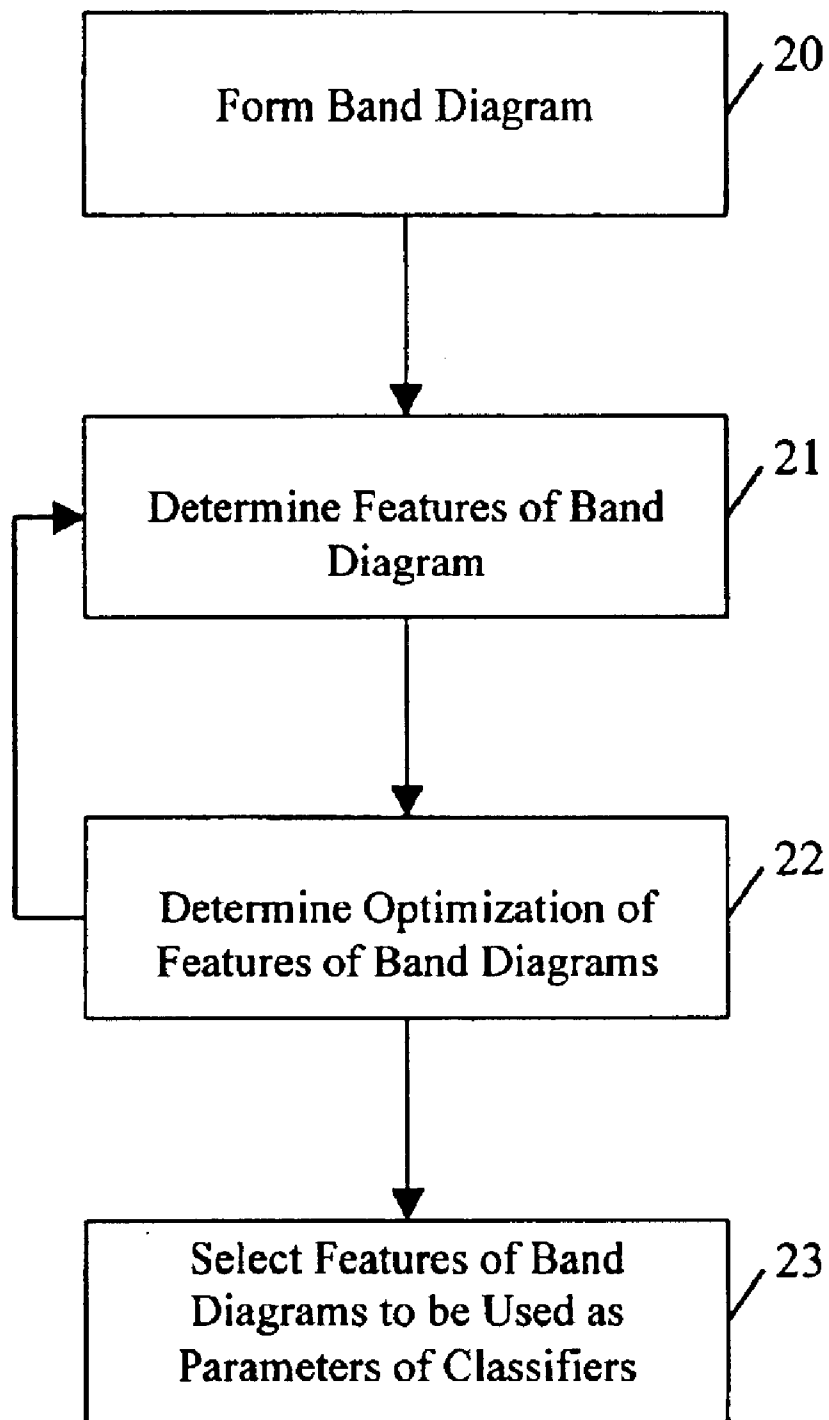 20
Form Band Diagram
21
Determine Features of Band
Diagram
22
Determine Optimization of
Features of Band Diagrams
Select Features of Band
23
Diagrams to be Used as
Parameters of Classifiers